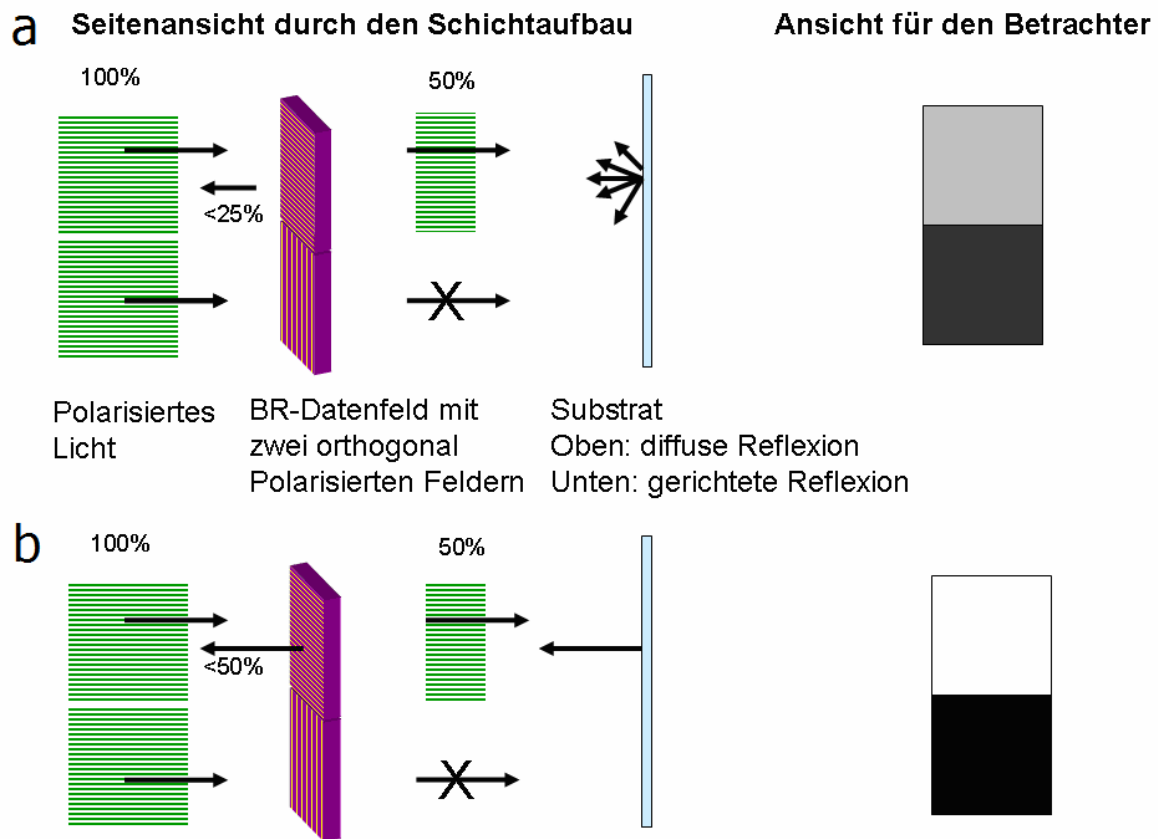 a Seitenansicht durch den Schichtaufbau Ansicht für den Betrachter
100% 50%
<25%
Polarisiertes
Licht
BR-Datenfeld mit
zwei orthogonal
Polarisierten Feldern
Substrat
Oben: diffuse Reflexion
Unten: gerichtete Reflexion
b 100% 50%
<50%